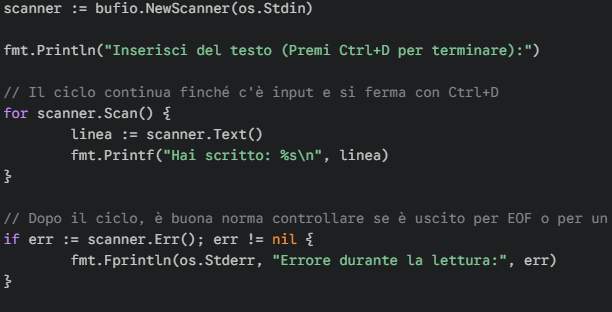 scanner := bufio.NewScanner(os.Stdin)
fmt.Println("Inserisci del testo (Premi Ctrl+D per terminare):")
// Il ciclo continua finché c'è input e si ferma con Ctrl+D
for scanner.Scan() {
linea := scanner.Text()
fmt.Printf("Hai scritto: %s\n", linea)
}
// Dopo il ciclo, è buona norma controllare se è uscito per EOF o per un
if err := scanner.Err(); err != nil {
fmt.Fprintln(os.Stderr, "Errore durante la lettura:", err)
}